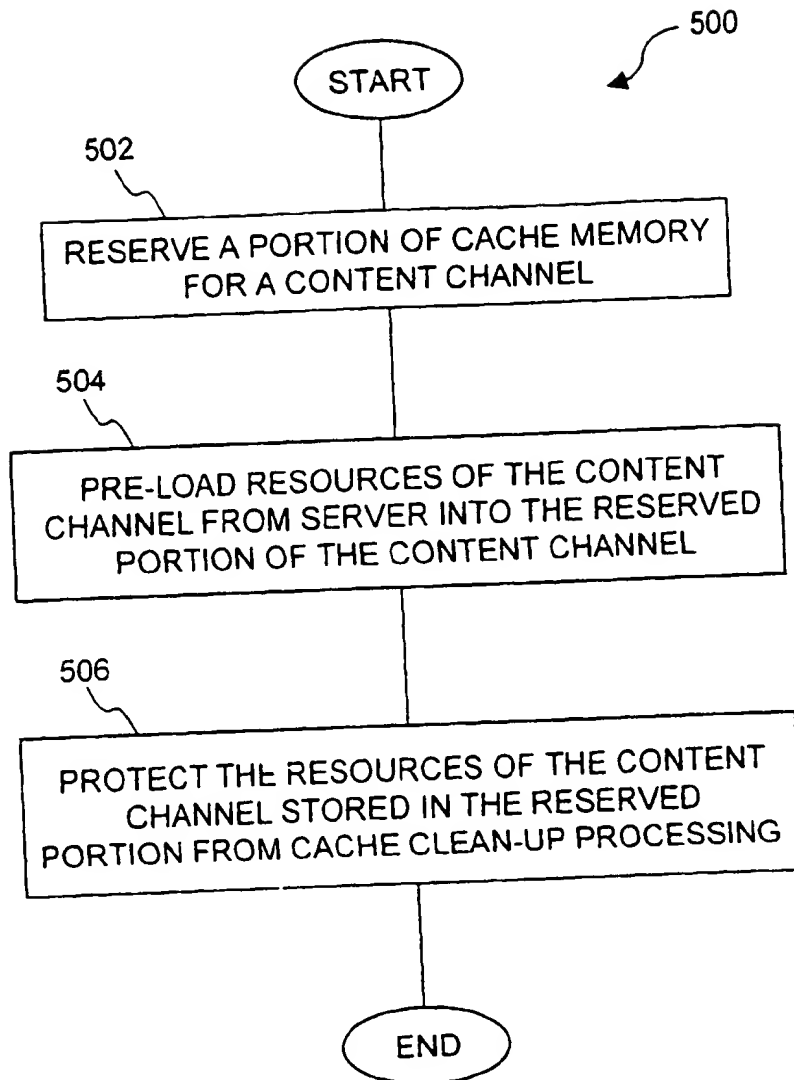 500
START
502
RESERVE A PORTION OF CACHE MEMORY
FOR A CONTENT CHANNEL
504
PRE-LOAD RESOURCES OF THE CONTENT
CHANNEL FROM SERVER INTO THE RESERVED
PORTION OF THE CONTENT CHANNEL
506
PROTECT THE RESOURCES OF THE CONTENT
CHANNEL STORED IN THE RESERVED
PORTION FROM CACHE CLEAN-UP PROCESSING
END